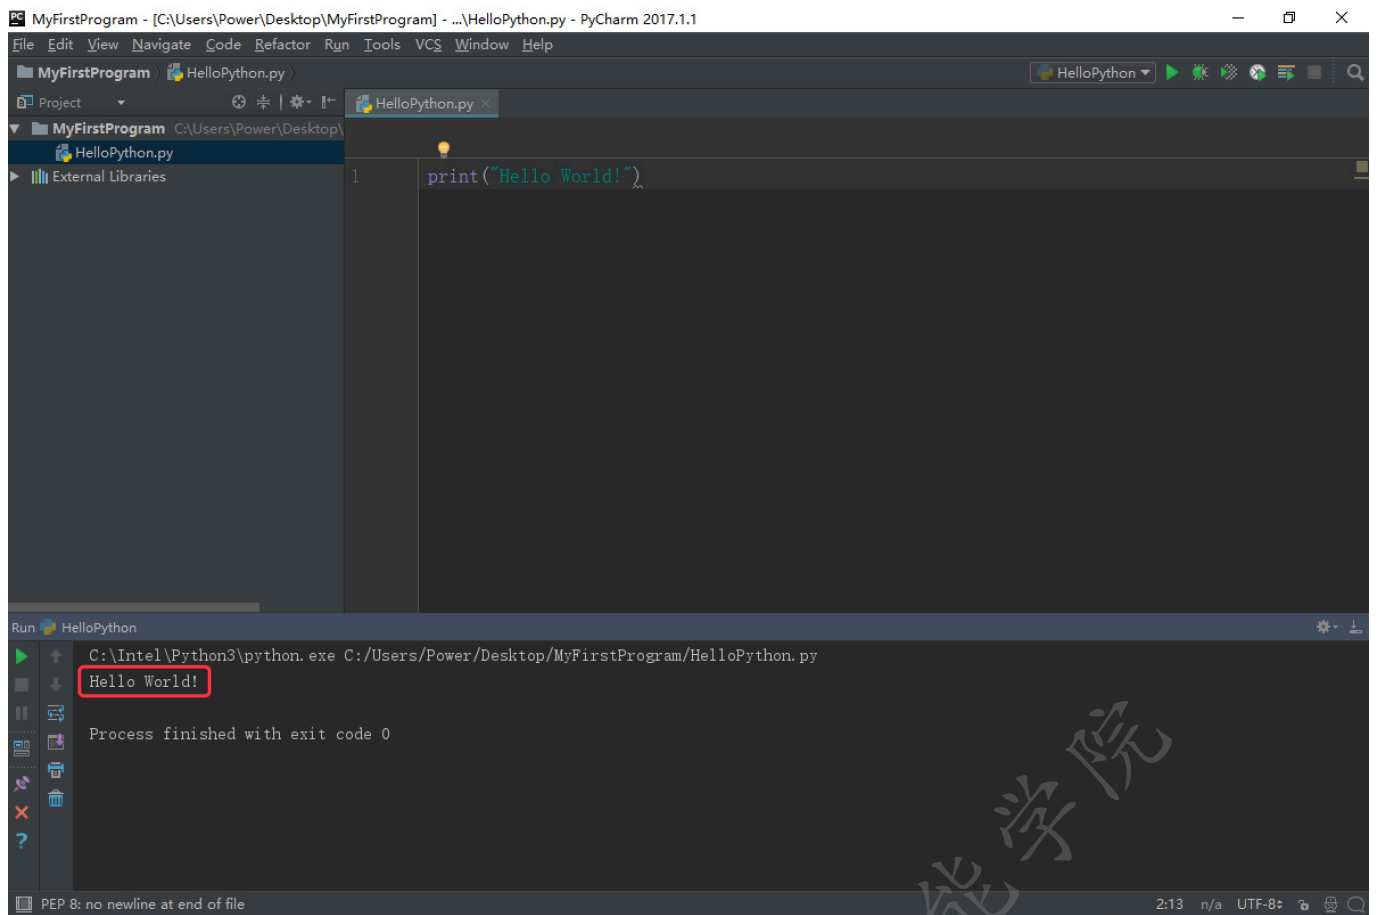 MyFirstProgram - [C:\Users\Power\Desktop\MyFirstProgram] - ...\HelloPython.py - PyCharm 2017.1.1
File Edit View Navigate Code Refactor Run Tools VCS Window Help
MyFirstProgram HelloPython.py HelloPython
Project HelloPython.py
MyFirstProgram C:\Users\Power\Desktop\
HelloPython.py
External Libraries
1 print("Hello World!")
Run HelloPython
C:\Intel\Python3\python.exe C:/Users/Power/Desktop/MyFirstProgram/HelloPython.py
Hello World!
Process finished with exit code 0
能学院
PEP 8: no newline at end of file 2:13 n/a UTF-8